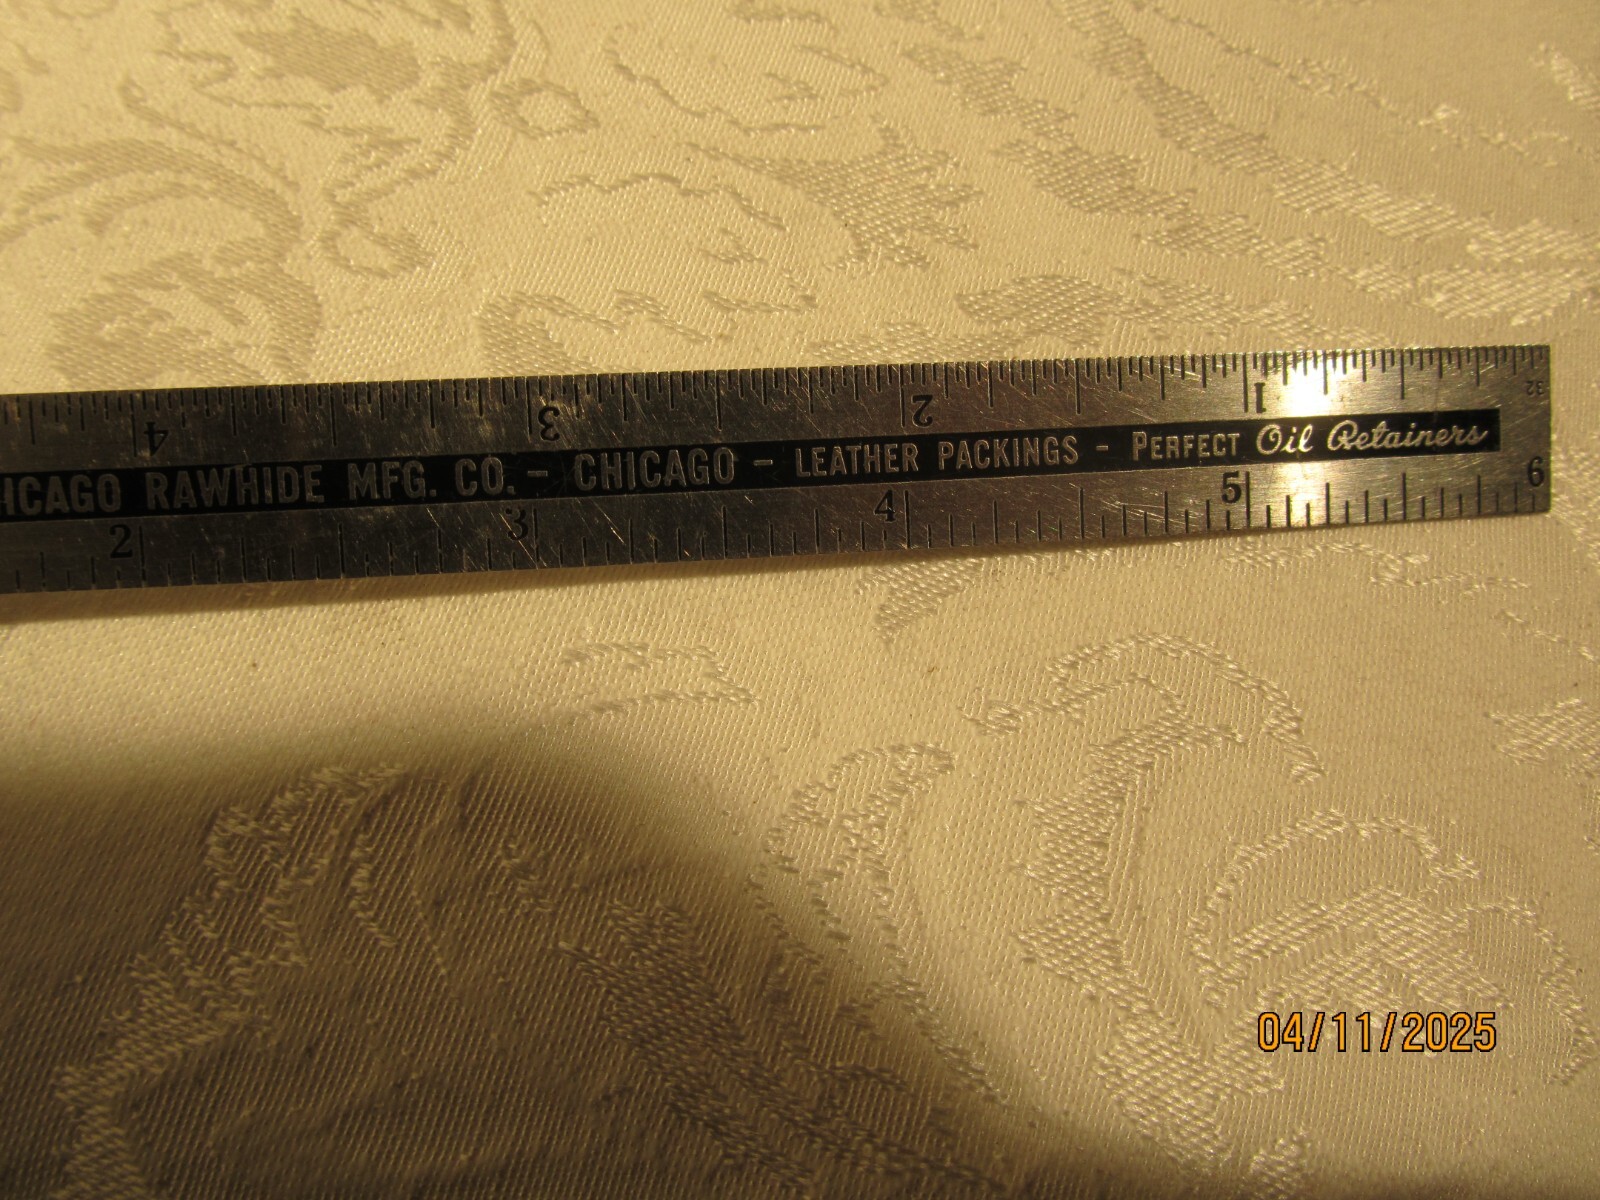 4 3 2 1 32
HICAGO RAWHIDE MFG. CO. - CHICAGO - LEATHER PACKINGS - PERFECT Oil Retainers
2 3 4 5 6
04/11/2025